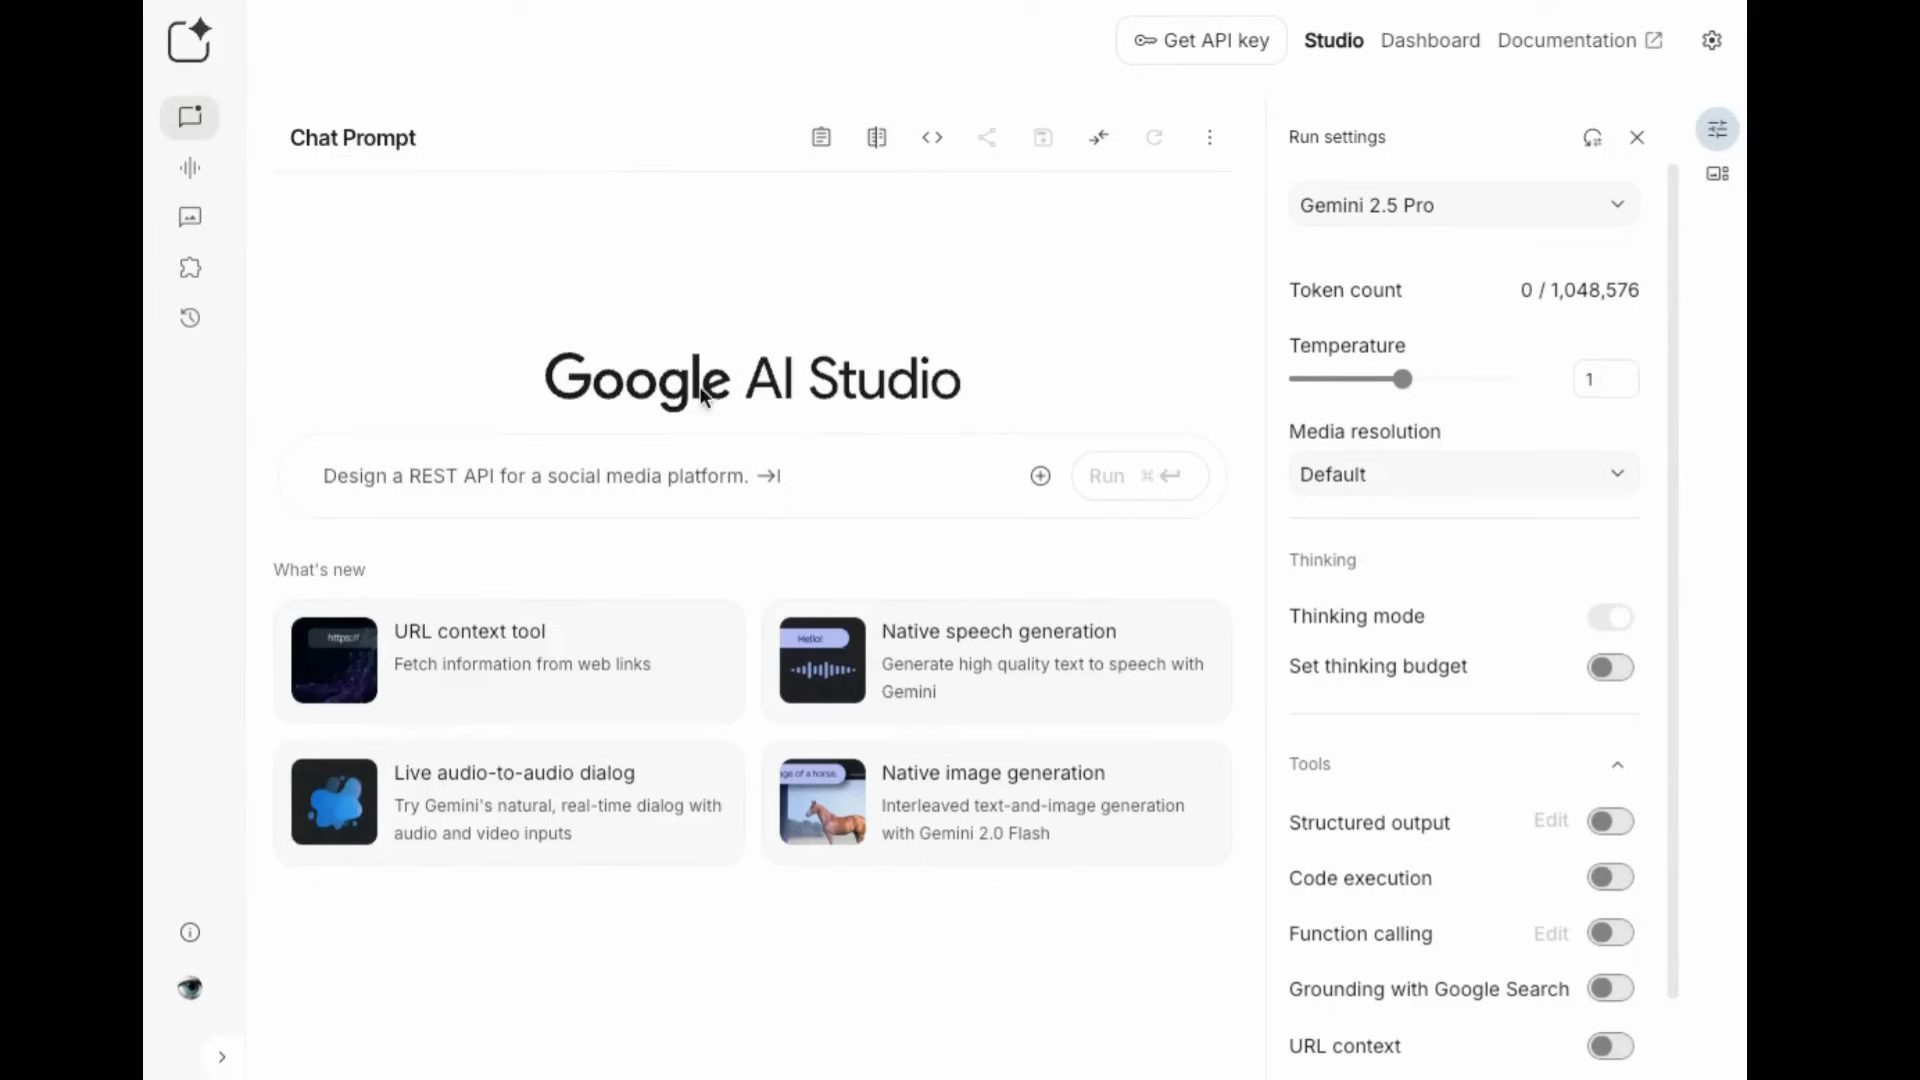 Get API key Studio Dashboard Documentation
Chat Prompt
Google AI Studio
Design a REST API for a social media platform.
Run ⌘
What's new
https://
URL context tool
Fetch information from web links
Hello!
Native speech generation
Generate high quality text to speech with
Gemini
Live audio-to-audio dialog
Try Gemini's natural, real-time dialog with
audio and video inputs
ge of a horse.
Native image generation
Interleaved text-and-image generation
with Gemini 2.0 Flash
Run settings
Gemini 2.5 Pro
Token count 0 / 1,048,576
Temperature
1
Media resolution
Default
Thinking
Thinking mode
Set thinking budget
Tools
Structured output Edit
Code execution
Function calling Edit
Grounding with Google Search
URL context